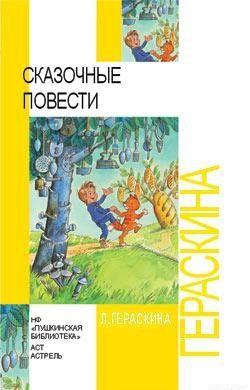 СКАЗОЧНЫЕ
ПОВЕСТИ
ГЕРАСКИНА
Л. ГЕРАСКИНА
НФ
«ПУШКИНСКАЯ
БИБЛИОТЕКА»
АСТ
АСТРЕЛЬ